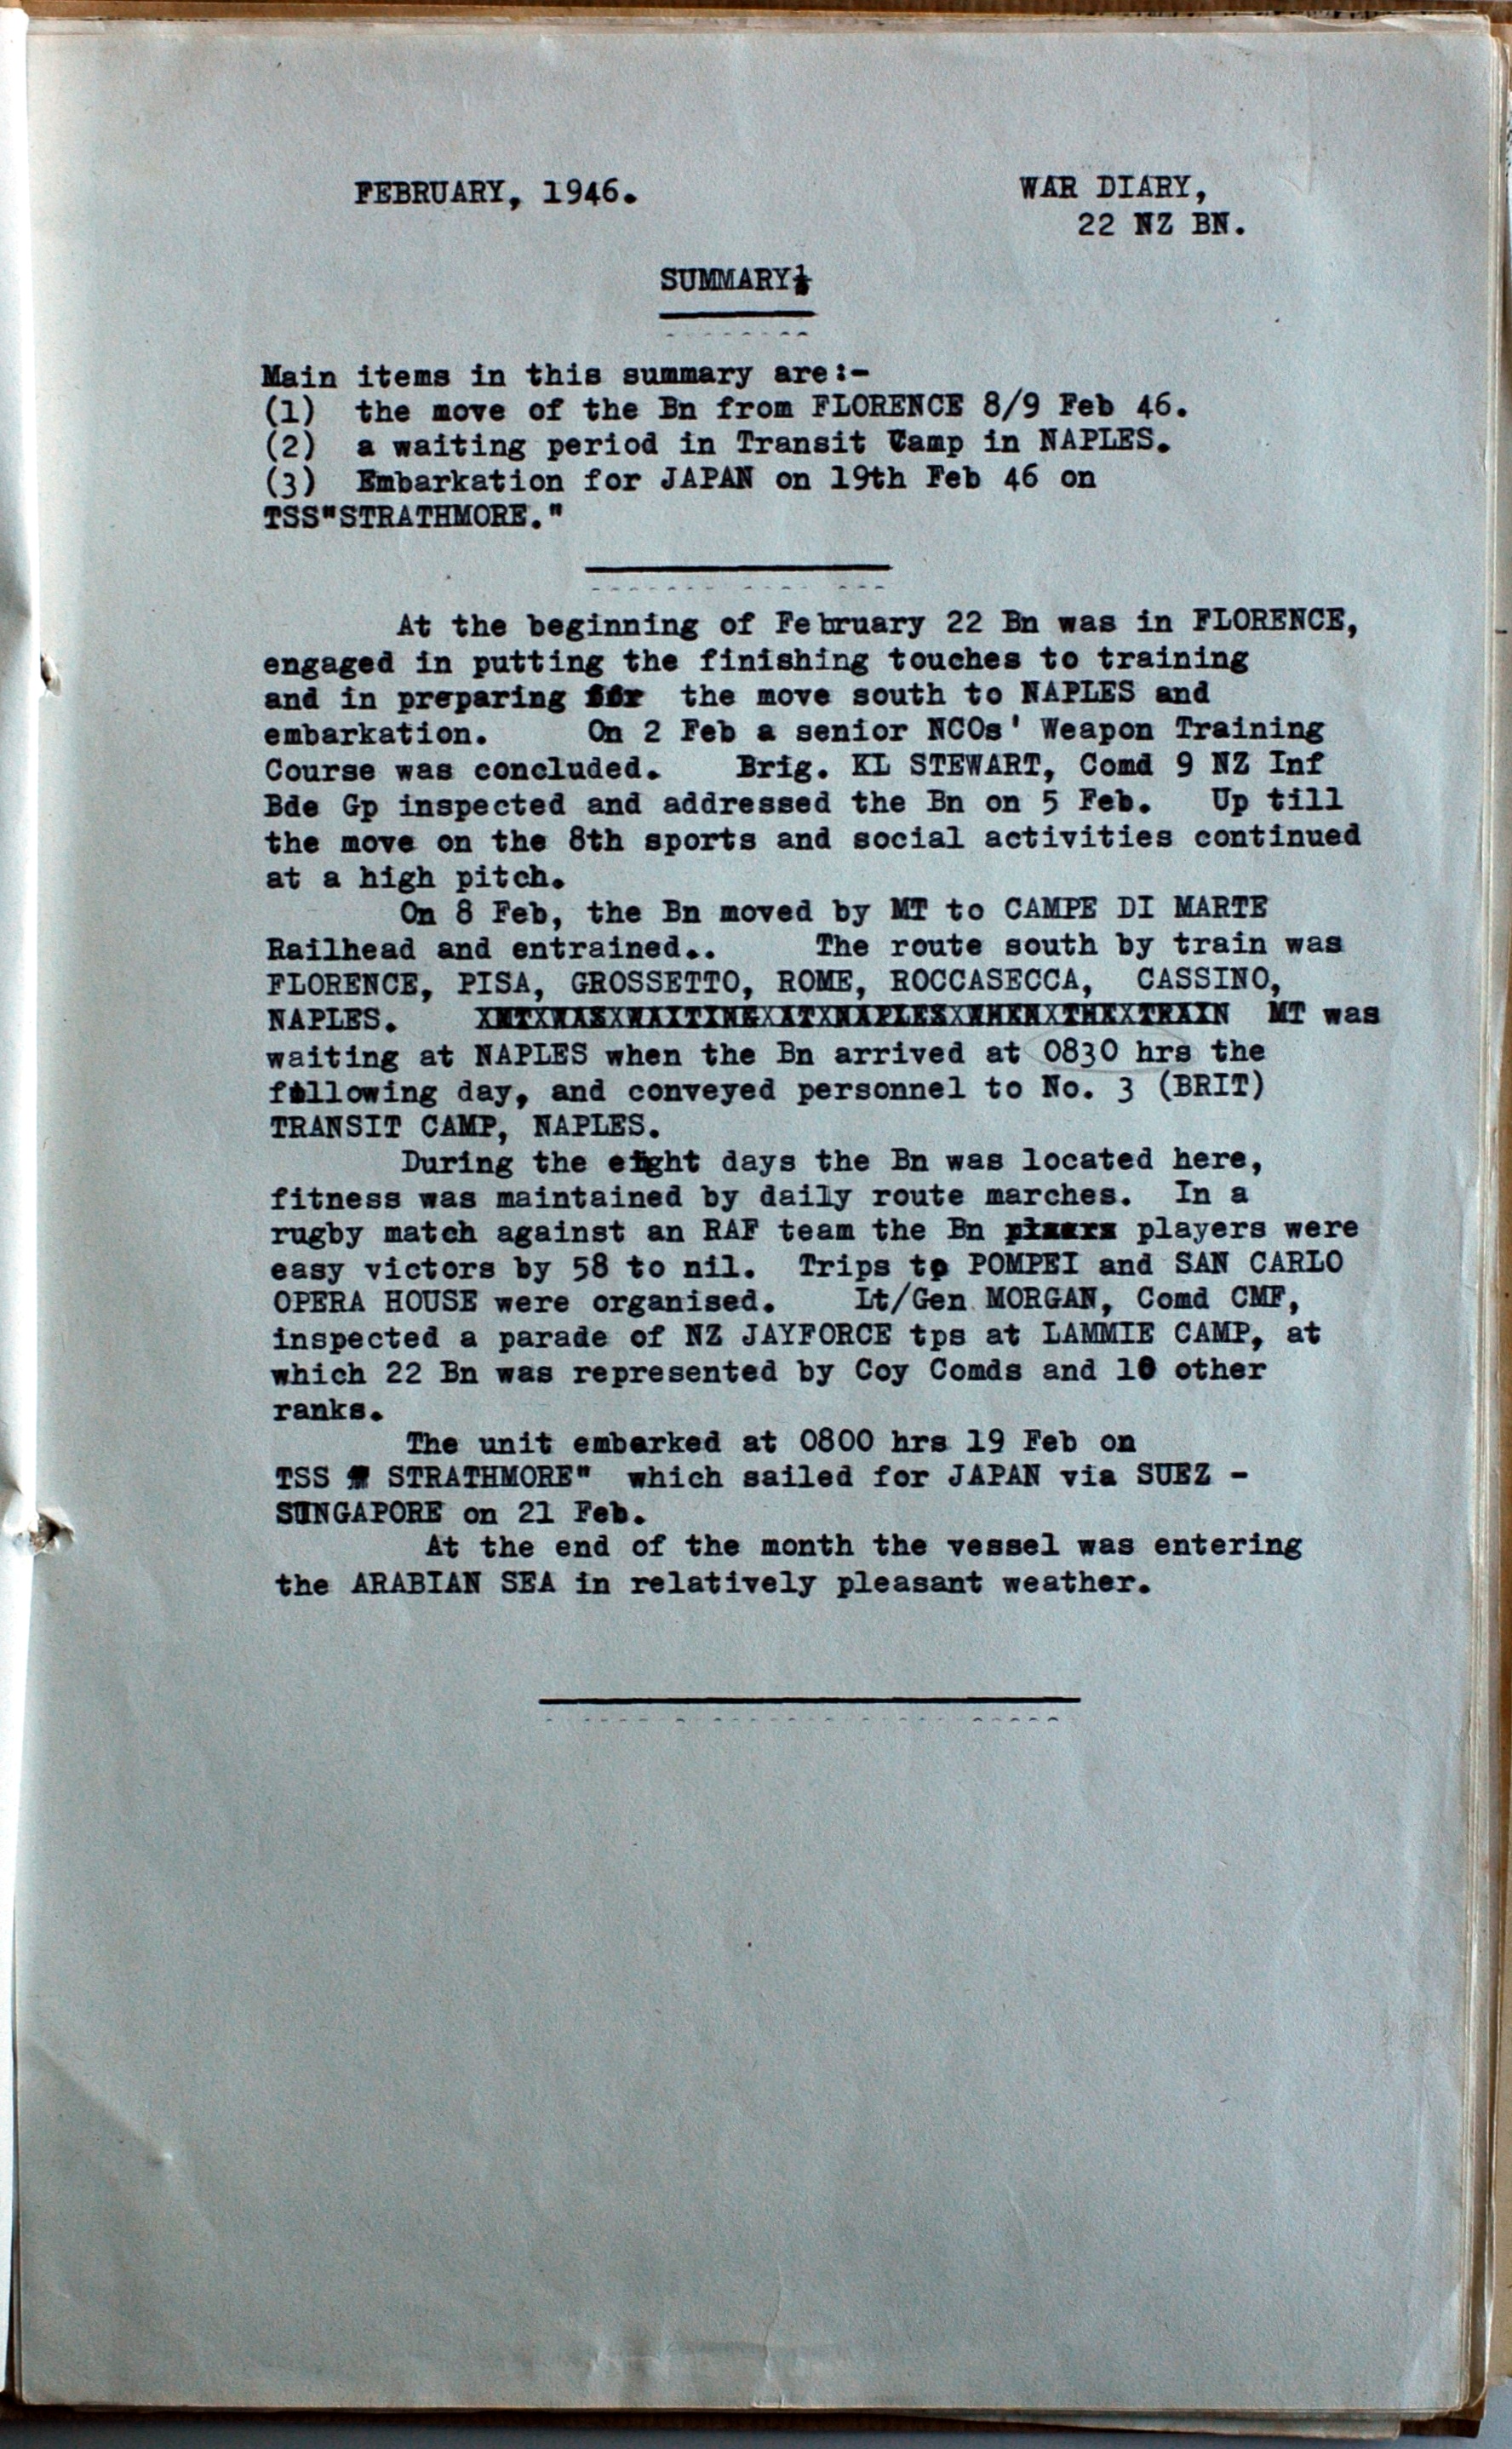 FEBRUARY, 1946.
WAR DIARY,
22 NZ BN.
SUMMARY
Main items in this summary are:-
(1) the move of the Bn from FLORENCE 8/9 Feb 46.
(2) a waiting period in Transit Camp in NAPLES.
(3) Embarkation for JAPAN on 19th Feb 46 on
TSS"STRATHMORE."
At the beginning of February 22 Bn was in FLORENCE,
engaged in putting the finishing touches to training
and in preparing for the move south to NAPLES and
embarkation. On 2 Feb a senior NCOs' Weapon Training
Course was concluded. Brig. KL STEWART, Comd 9 NZ Inf
Bde Gp inspected and addressed the Bn on 5 Feb. Up till
the move on the 8th sports and social activities continued
at a high pitch.
On 8 Feb, the Bn moved by MT to CAMPE DI MARTE
Railhead and entrained.. The route south by train was
FLORENCE, PISA, GROSSETTO, ROME, ROCCASECCA, CASSINO,
NAPLES. MT WAS WAITING AT NAPLES WHEN THE TRAIN MT was
waiting at NAPLES when the Bn arrived at 0830 hrs the
following day, and conveyed personnel to No. 3 (BRIT)
TRANSIT CAMP, NAPLES.
During the eight days the Bn was located here,
fitness was maintained by daily route marches. In a
rugby match against an RAF team the Bn players were
easy victors by 58 to nil. Trips to POMPEI and SAN CARLO
OPERA HOUSE were organised. Lt/Gen MORGAN, Comd CMF,
inspected a parade of NZ JAYFORCE tps at LAMMIE CAMP, at
which 22 Bn was represented by Coy Comds and 10 other
ranks.
The unit embarked at 0800 hrs 19 Feb on
TSS " STRATHMORE" which sailed for JAPAN via SUEZ -
SINGAPORE on 21 Feb.
At the end of the month the vessel was entering
the ARABIAN SEA in relatively pleasant weather.